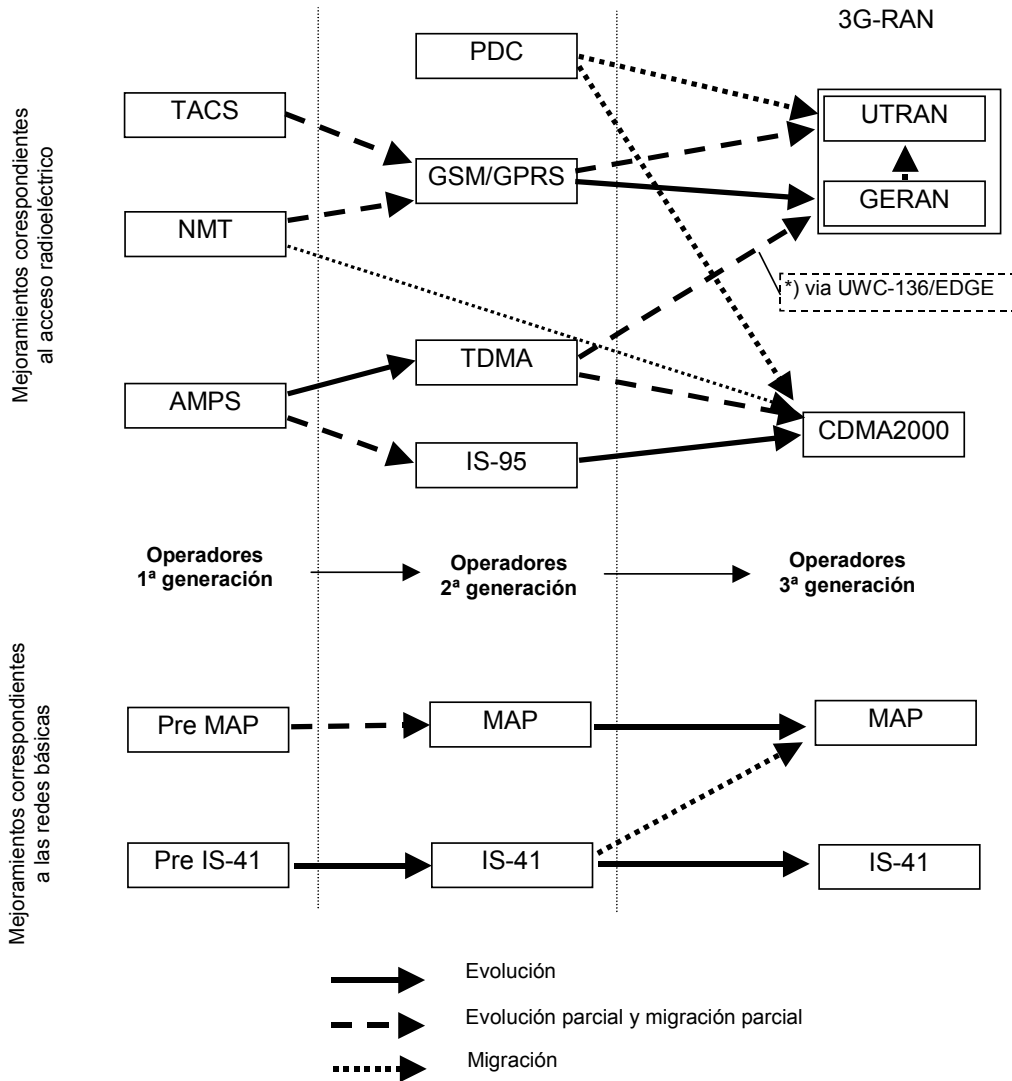 3G-RAN
PDC
TACS
UTRAN
GSM/GPRS
GERAN
NMT
*) via UWC-136/EDGE
TDMA
AMPS
CDMA2000
IS-95
Mejoramientos corespondientes
al acceso radioeléctrico
Operadores
1ª generación
Operadores
2ª generación
Operadores
3ª generación
Pre MAP
MAP
MAP
Pre IS-41
IS-41
IS-41
Mejoramientos correspondientes
a las redes básicas
Evolución
Evolución parcial y migración parcial
Migración